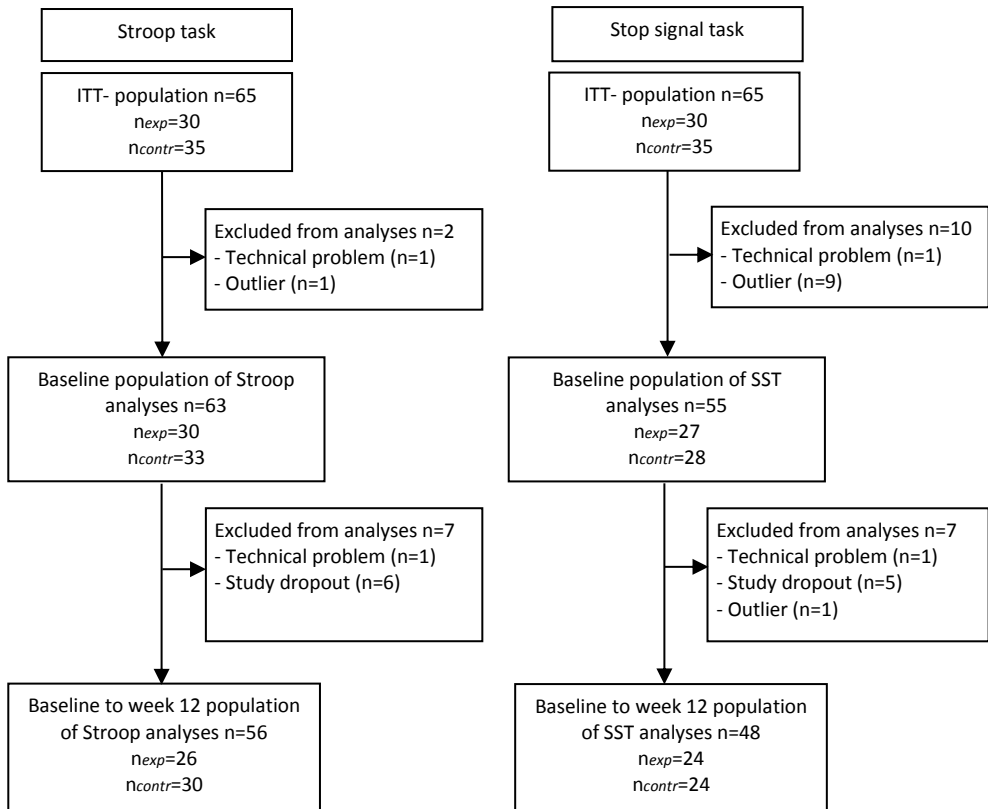 Stroop task
ITT- population n=65
nexp=30
ncontr=35
Excluded from analyses n=2
- Technical problem (n=1)
- Outlier (n=1)
Baseline population of Stroop
analyses n=63
nexp=30
ncontr=33
Excluded from analyses n=7
- Technical problem (n=1)
- Study dropout (n=6)
Baseline to week 12 population
of Stroop analyses n=56
nexp=26
ncontr=30
Stop signal task
ITT- population n=65
nexp=30
ncontr=35
Excluded from analyses n=10
- Technical problem (n=1)
- Outlier (n=9)
Baseline population of SST
analyses n=55
nexp=27
ncontr=28
Excluded from analyses n=7
- Technical problem (n=1)
- Study dropout (n=5)
- Outlier (n=1)
Baseline to week 12 population
of SST analyses n=48
nexp=24
ncontr=24